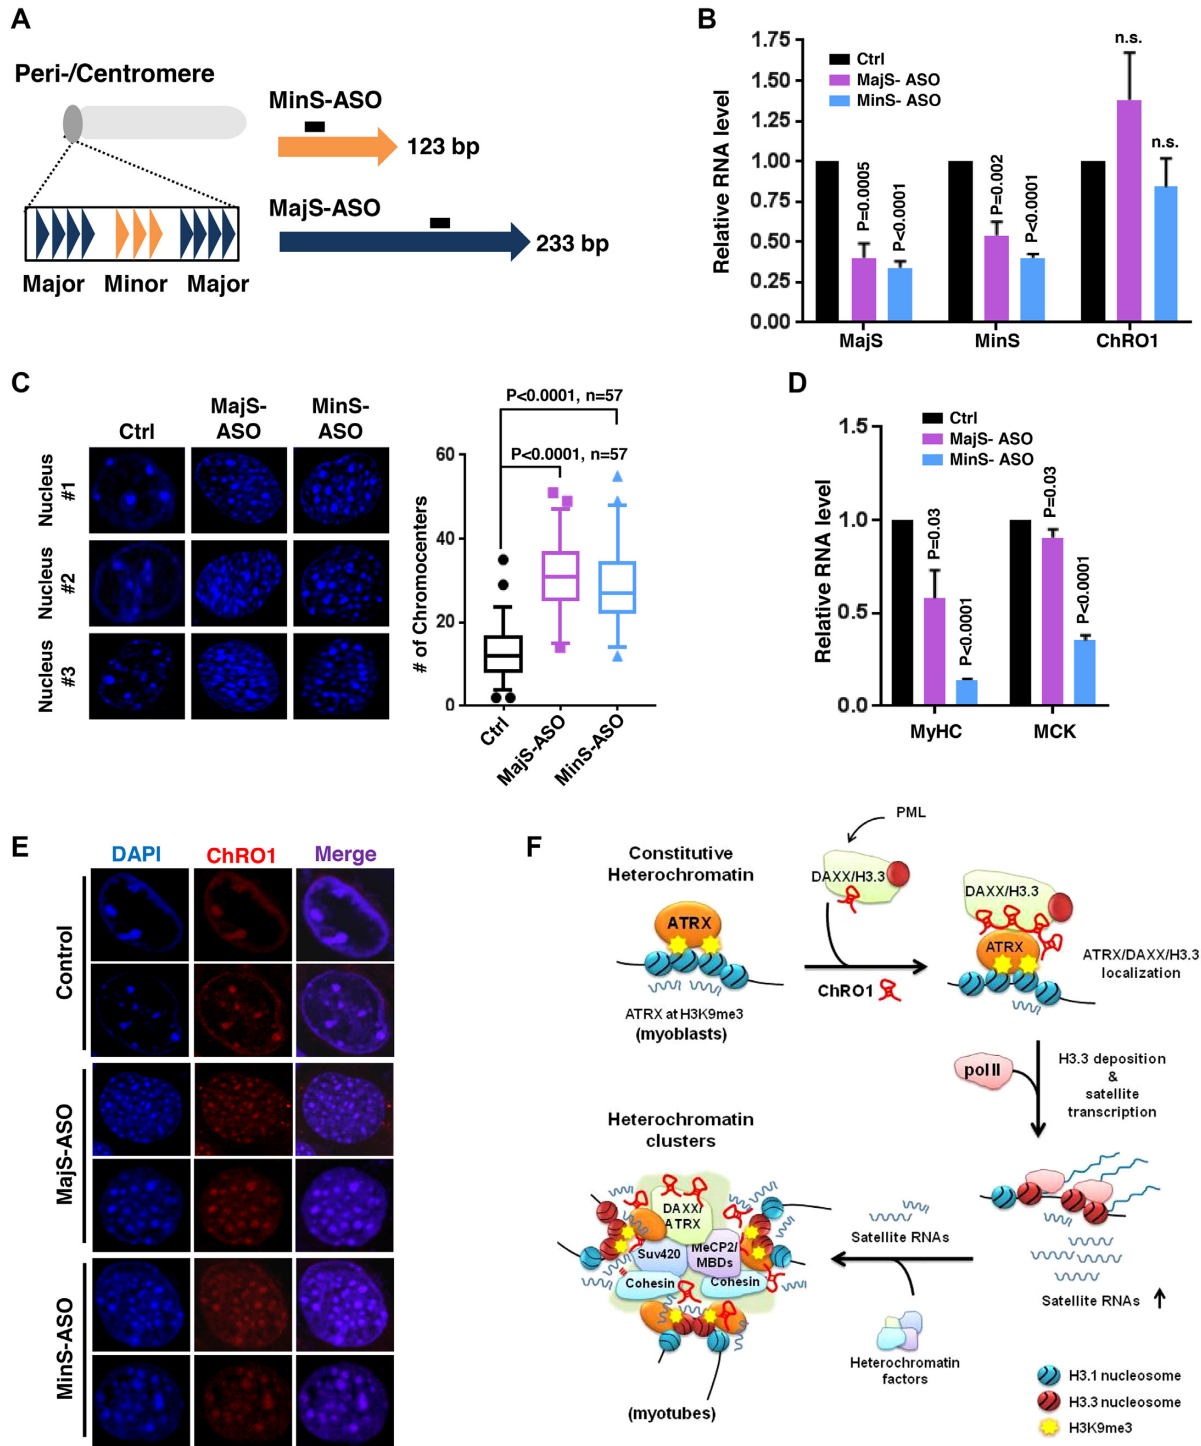 A
Peri-/Centromere
MinS-ASO
123 bp
MajS-ASO
233 bp
Major Minor Major
B
Relative RNA level
1.75
1.50
1.25
1.00
0.75
0.50
0.25
0.00
Ctrl
MajS- ASO
MinS- ASO
P=0.0005
P<0.0001
P=0.002
P<0.0001
n.s.
n.s.
MajS
MinS
ChRO1
C
Ctrl
MajS-
ASO
MinS-
ASO
Nucleus
#1
Nucleus
#2
Nucleus
#3
# of Chromocenters
60
40
20
0
P<0.0001, n=57
P<0.0001, n=57
Ctrl
MajS-ASO
MinS-ASO
D
Relative RNA level
1.5
1.0
0.5
0.0
Ctrl
MajS- ASO
MinS- ASO
P=0.03
P<0.0001
P=0.03
P<0.0001
MyHC
MCK
E
DAPI
ChRO1
Merge
Control
MajS-ASO
MinS-ASO
F
Constitutive
Heterochromatin
ATRX
ATRX at H3K9me3
(myoblasts)
PML
DAXX/H3.3
ChRO1
DAXX/H3.3
ATRX
ATRX/DAXX/H3.3
localization
pol II
H3.3 deposition
&
satellite
transcription
Satellite RNAs
Satellite RNAs
Heterochromatin
factors
Heterochromatin
clusters
DAXX/
ATRX
Suv420
MeCP2/
MBDs
Cohesin
Cohesin
(myotubes)
H3.1 nucleosome
H3.3 nucleosome
H3K9me3